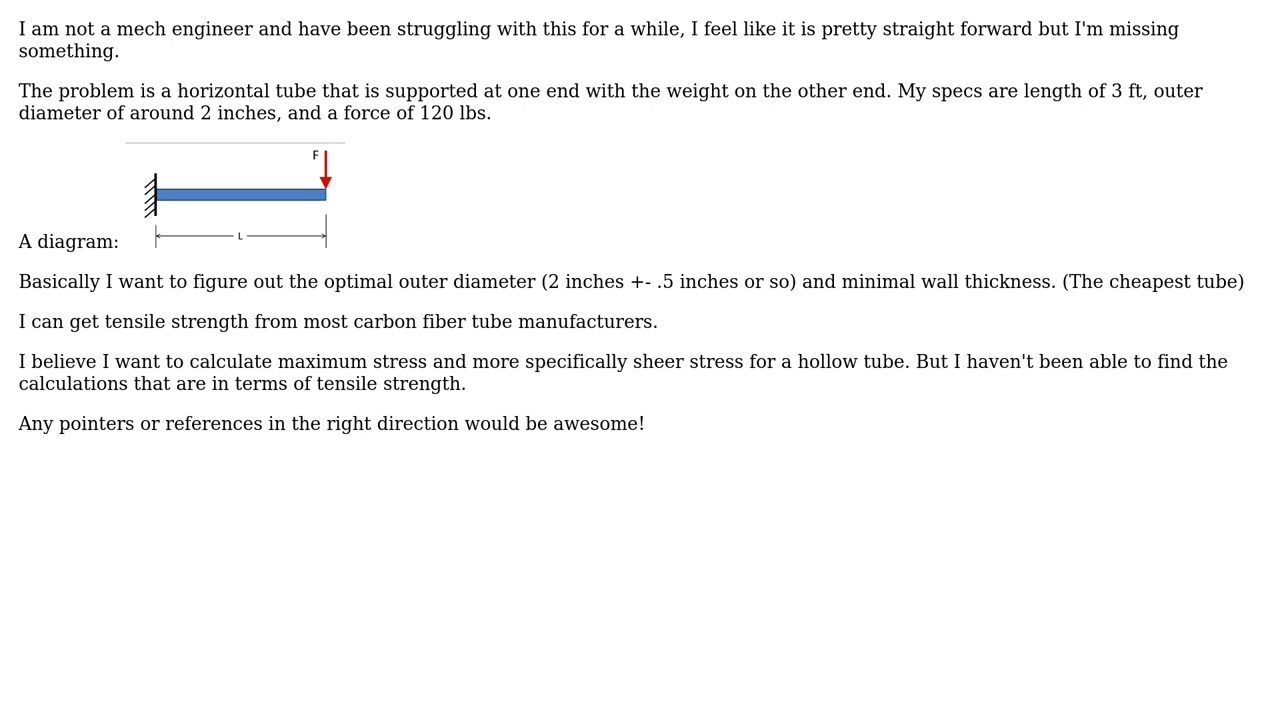 I am not a mech engineer and have been struggling with this for a while, I feel like it is pretty straight forward but I'm missing
something.
The problem is a horizontal tube that is supported at one end with the weight on the other end. My specs are length of 3 ft, outer
diameter of around 2 inches, and a force of 120 lbs.
F
L
A diagram:
Basically I want to figure out the optimal outer diameter (2 inches +- .5 inches or so) and minimal wall thickness. (The cheapest tube)
I can get tensile strength from most carbon fiber tube manufacturers.
I believe I want to calculate maximum stress and more specifically sheer stress for a hollow tube. But I haven't been able to find the
calculations that are in terms of tensile strength.
Any pointers or references in the right direction would be awesome!